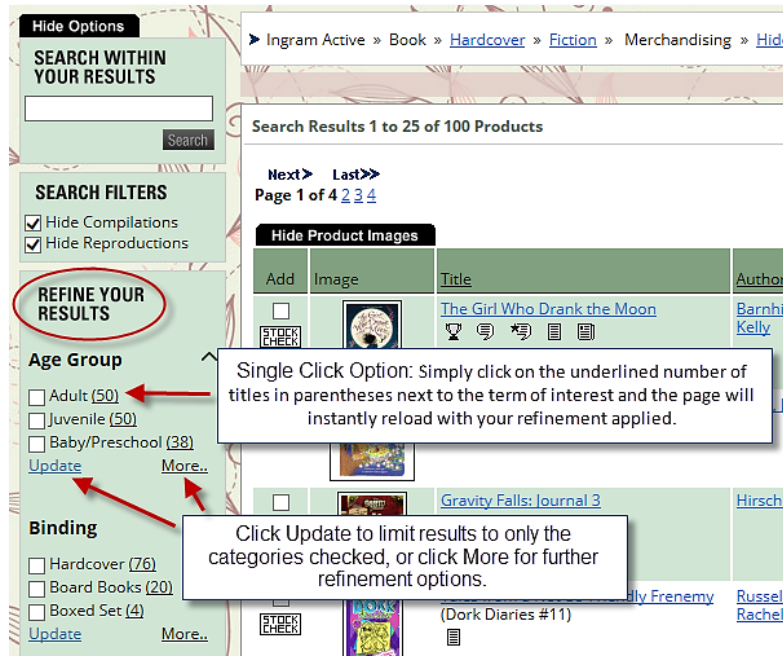 Hide Options
SEARCH WITHIN
YOUR RESULTS
Search
SEARCH FILTERS
Hide Compilations
Hide Reproductions
REFINE YOUR
RESULTS
Age Group
Adult (50)
Juvenile (50)
Baby/Preschool (38)
Update More..
Binding
Hardcover (76)
Board Books (20)
Boxed Set (4)
Update More..
Ingram Active » Book » Hardcover » Fiction » Merchandising » Hid
Search Results 1 to 25 of 100 Products
Next Last
Page 1 of 4 2 3 4
Hide Product Images
Add Image Title Author
STOCK CHECK
The Girl Who Drank the Moon
Barnhi
Kelly
Single Click Option: Simply click on the underlined number of
titles in parentheses next to the term of interest and the page will
instantly reload with your refinement applied.
Gravity Falls: Journal 3 Hirsch
Click Update to limit results to only the
categories checked, or click More for further
refinement options.
Frenemy Russel
(Dork Diaries #11) Rachel
STOCK CHECK
DORK